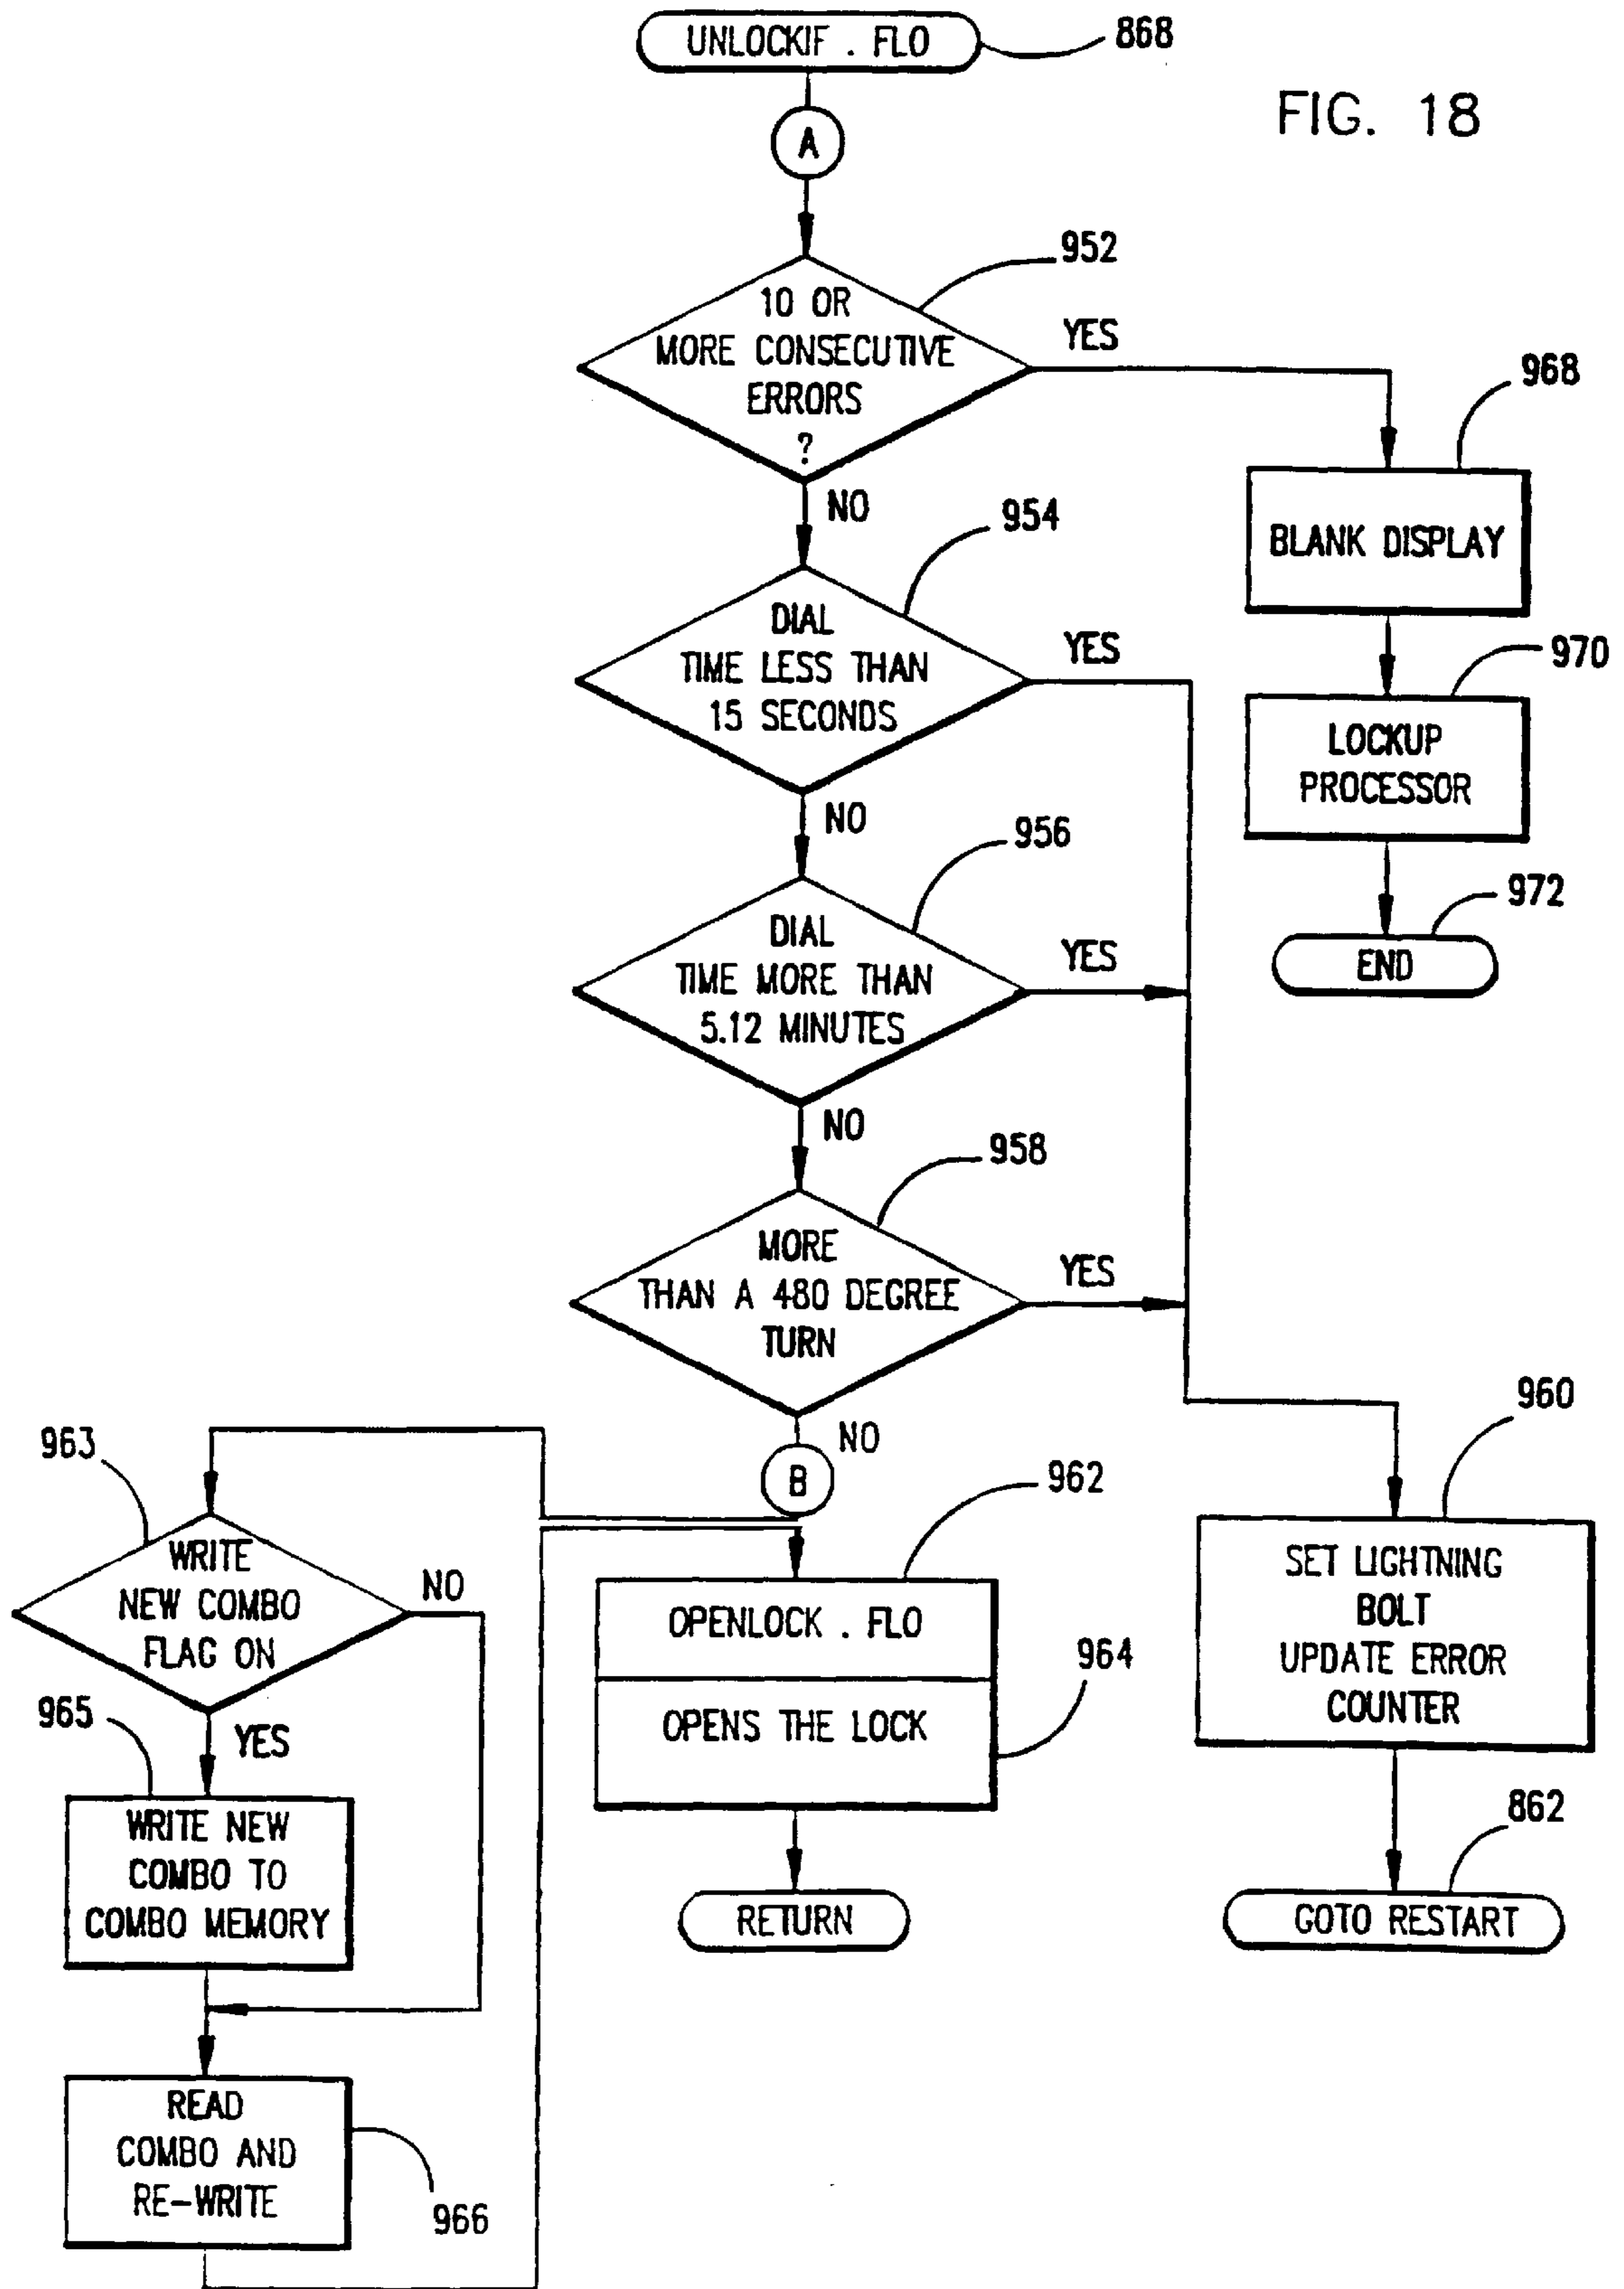 UNLOCKIF . FLO
868
FIG. 18
A
952
10 OR
MORE CONSECUTIVE
ERRORS
?
YES
968
NO
BLANK DISPLAY
954
DIAL
TIME LESS THAN
15 SECONDS
YES
970
LOCKUP
PROCESSOR
NO
956
972
END
DIAL
TIME MORE THAN
5.12 MINUTES
YES
NO
958
MORE
THAN A 480 DEGREE
TURN
YES
NO
960
963
B
962
WRITE
NEW COMBO
FLAG ON
NO
OPENLOCK . FLO
SET LIGHTNING
BOLT
UPDATE ERROR
COUNTER
964
OPENS THE LOCK
965
YES
WRITE NEW
COMBO TO
COMBO MEMORY
862
RETURN
GOTO RESTART
READ
COMBO AND
RE-WRITE
966